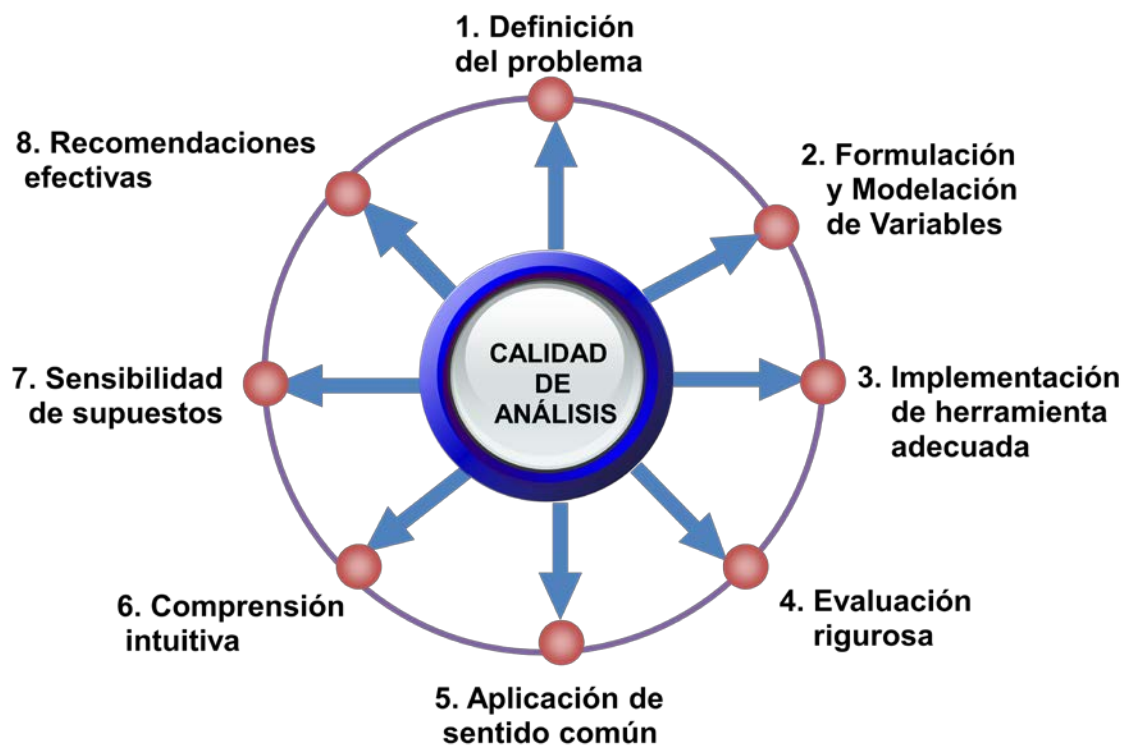 1. Definición
del problema
2. Formulación
y Modelación
de Variables
3. Implementación
de herramienta
adecuada
4. Evaluación
rigurosa
5. Aplicación de
sentido común
6. Comprensión
intuitiva
7. Sensibilidad
de supuestos
8. Recomendaciones
efectivas
CALIDAD
DE
ANÁLISIS